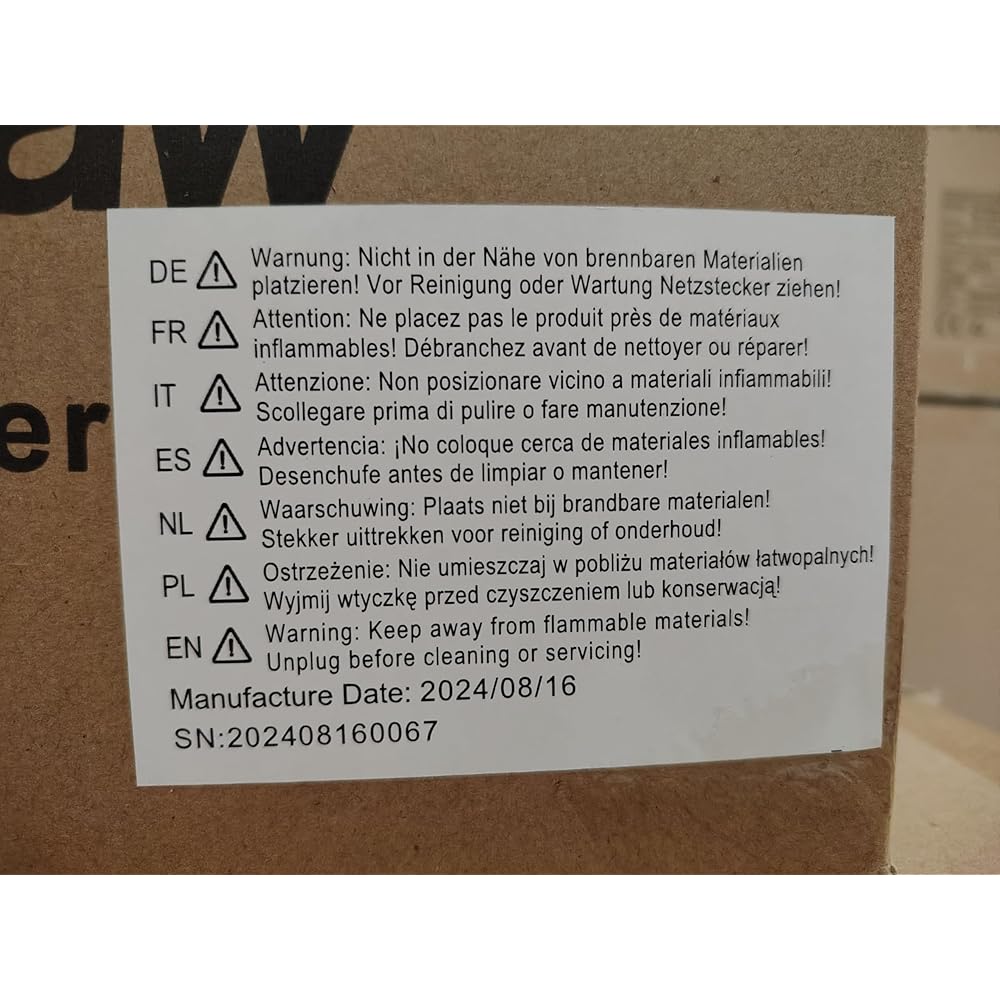 aw
er
DE Warnung: Nicht in der Nähe von brennbaren Materialien
platzieren! Vor Reinigung oder Wartung Netzstecker ziehen!
FR Attention: Ne placez pas le produit près de matériaux
inflammables! Débranchez avant de nettoyer ou réparer!
IT Attenzione: Non posizionare vicino a materiali infiammabili!
Scollegare prima di pulire o fare manutenzione!
ES Advertencia: ¡No coloque cerca de materiales inflamables!
Desenchufe antes de limpiar o mantener!
NL Waarschuwing: Plaats niet bij brandbare materialen!
Stekker uittrekken voor reiniging of onderhoud!
PL Ostrzeżenie: Nie umieszczaj w pobliżu materiałów łatwopalnych!
Wyjmij wtyczkę przed czyszczeniem lub konserwacją!
EN Warning: Keep away from flammable materials!
Unplug before cleaning or servicing!
Manufacture Date: 2024/08/16
SN:202408160067